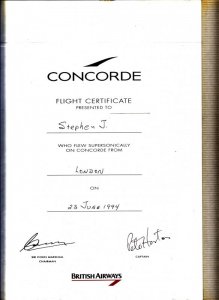 CONCORDE
FLIGHT CERTIFICATE
PRESENTED TO
Stephen J.
WHO FLEW SUPERSONICALLY
ON CONCORDE FROM
LONDON
ON
23 JUNE 1994
CHAIRMAN
CAPTAIN
BRITISH AIRWAYS